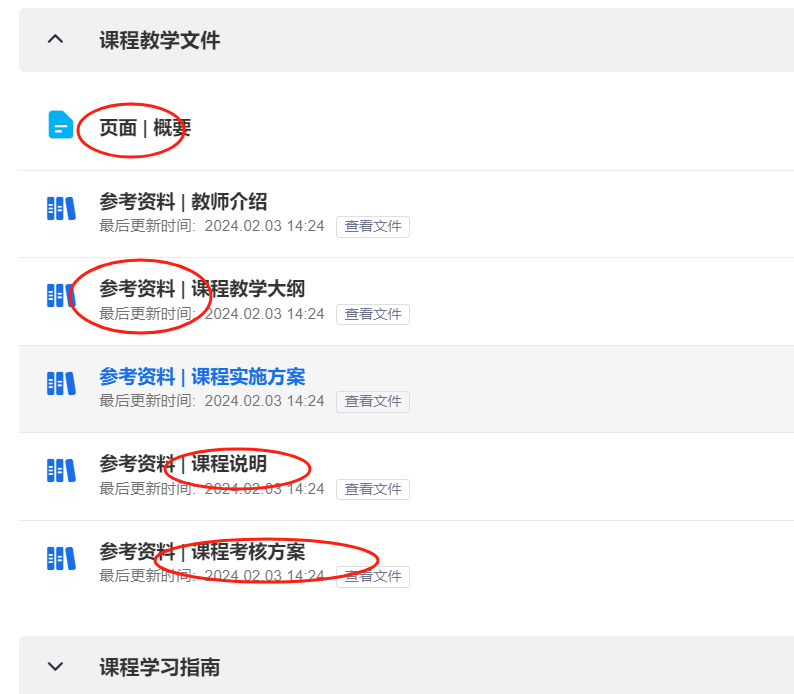 课程教学文件
页面 | 概要
参考资料 | 教师介绍
最后更新时间: 2024.02.03 14:24 查看文件
参考资料 | 课程教学大纲
最后更新时间: 2024.02.03 14:24 查看文件
参考资料 | 课程实施方案
最后更新时间: 2024.02.03 14:24 查看文件
参考资料 | 课程说明
最后更新时间: 2024.02.03 14:24 查看文件
参考资料 | 课程考核方案
最后更新时间: 2024.02.03 14:24 查看文件
课程学习指南